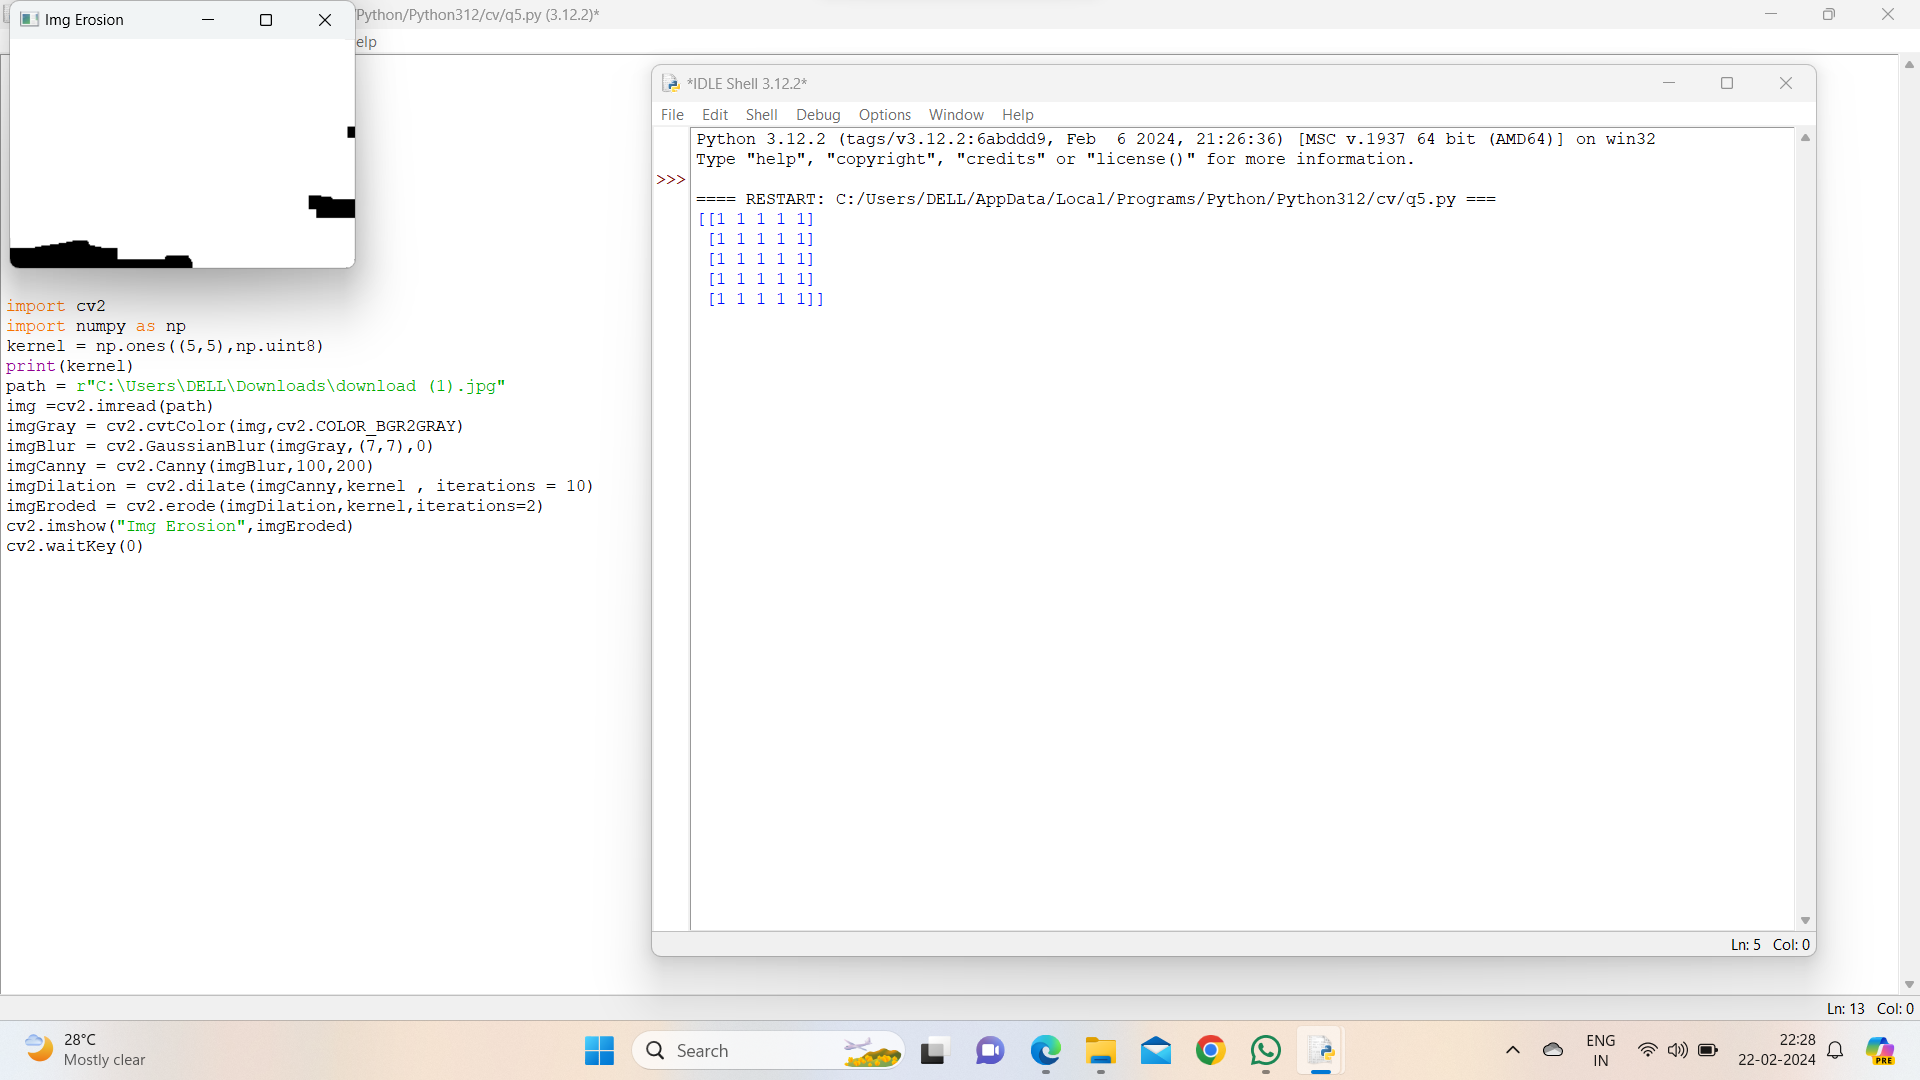 Img Erosion
Python/Python312/cv/q5.py (3.12.2)*
elp
import cv2
import numpy as np
kernel = np.ones((5,5),np.uint8)
print(kernel)
path = r"C:\Users\DELL\Downloads\download (1).jpg"
img =cv2.imread(path)
imgGray = cv2.cvtColor(img,cv2.COLOR_BGR2GRAY)
imgBlur = cv2.GaussianBlur(imgGray,(7,7),0)
imgCanny = cv2.Canny(imgBlur,100,200)
imgDilation = cv2.dilate(imgCanny,kernel , iterations = 10)
imgEroded = cv2.erode(imgDilation,kernel,iterations=2)
cv2.imshow("Img Erosion",imgEroded)
cv2.waitKey(0)
*IDLE Shell 3.12.2*
File Edit Shell Debug Options Window Help
Python 3.12.2 (tags/v3.12.2:6abddd9, Feb  6 2024, 21:26:36) [MSC v.1937 64 bit (AMD64)] on win32
Type "help", "copyright", "credits" or "license()" for more information.
>>>
==== RESTART: C:/Users/DELL/AppData/Local/Programs/Python/Python312/cv/q5.py ===
[[1 1 1 1 1]
 [1 1 1 1 1]
 [1 1 1 1 1]
 [1 1 1 1 1]
 [1 1 1 1 1]]
Ln: 5 Col: 0
Ln: 13 Col: 0
28°C
Mostly clear
Search
ENG
IN
22:28
22-02-2024
PRE